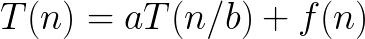 T(n) = aT(n/b) + f(n)